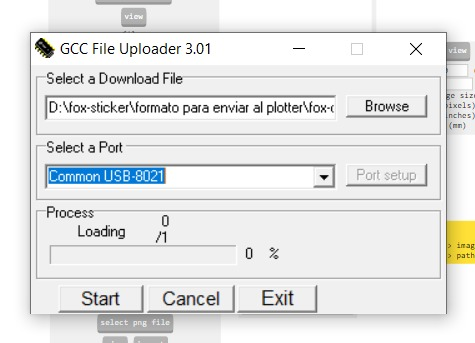 view
GCC File Uploader 3.01
Select a Download File
D:\fox-sticker\formato para enviar al plotter\fox-c
Browse
Select a Port
Common USB-8021
Port setup
Process
Loading
0
/1
0 %
Start
Cancel
Exit
select png file
view
ge size
pixels)
nches)
(mm)
> imag
> path